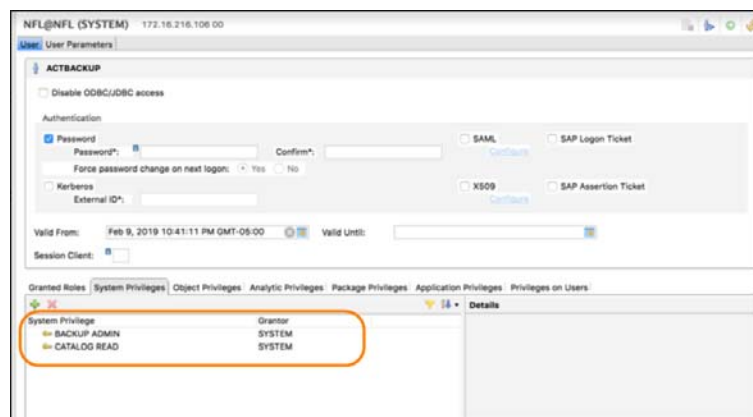 NFL@NFL (SYSTEM) 172.16.216.106 00
User User Parameters
ACTBACKUP
Disable ODBC/JDBC access
Authentication
Password SAML SAP Logon Ticket
Password*: Confirm*: Configure
Force password change on next logon: Yes No
Kerberos X509 SAP Assertion Ticket
External ID*: Configure
Valid From: Feb 9, 2019 10:41:11 PM GMT-05:00 Valid Until:
Session Client:
Granted Roles System Privileges Object Privileges Analytic Privileges Package Privileges Application Privileges Privileges on Users
Details
System Privilege Grantor
BACKUP ADMIN SYSTEM
CATALOG READ SYSTEM